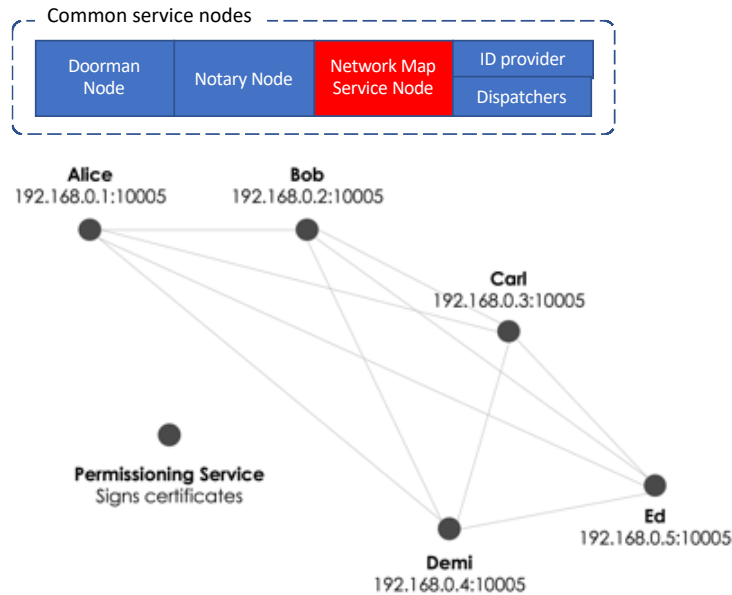 Common service nodes
Doorman
Node
Notary Node
Network Map
Service Node
ID provider
Dispatchers
Alice
192.168.0.1:10005
Bob
192.168.0.2:10005
Carl
192.168.0.3:10005
Permissioning Service
Signs certificates
Ed
192.168.0.5:10005
Demi
192.168.0.4:10005